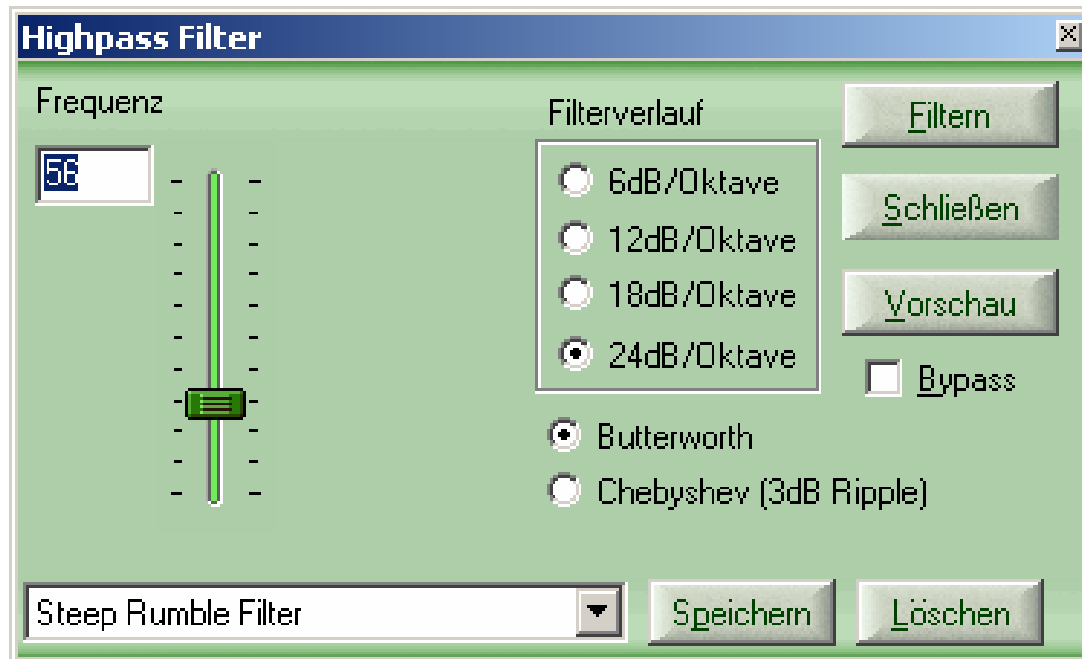 Highpass Filter
Frequenz
56
Filterverlauf
6dB/Oktave
12dB/Oktave
18dB/Oktave
24dB/Oktave
Butterworth
Chebyshev (3dB Ripple)
Filtern
Schließen
Vorschau
Bypass
Steep Rumble Filter
Speichern
Löschen